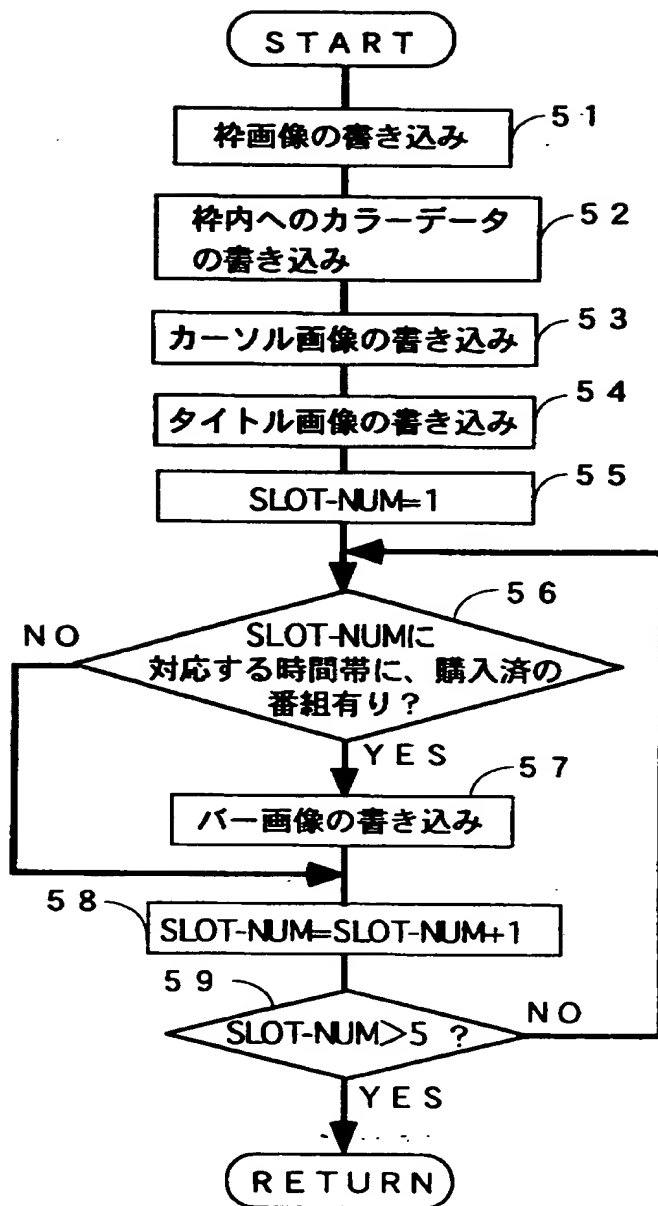 START
枠画像の書き込み
51
枠内へのカラーデータ
の書き込み
52
カーソル画像の書き込み
53
タイトル画像の書き込み
54
SLOT-NUM=1
55
56
NO
SLOT-NUMに
対応する時間帯に、購入済の
番組有り?
YES
57
バー画像の書き込み
58
SLOT-NUM=SLOT-NUM+1
59
SLOT-NUM>5 ?
NO
YES
RETURN